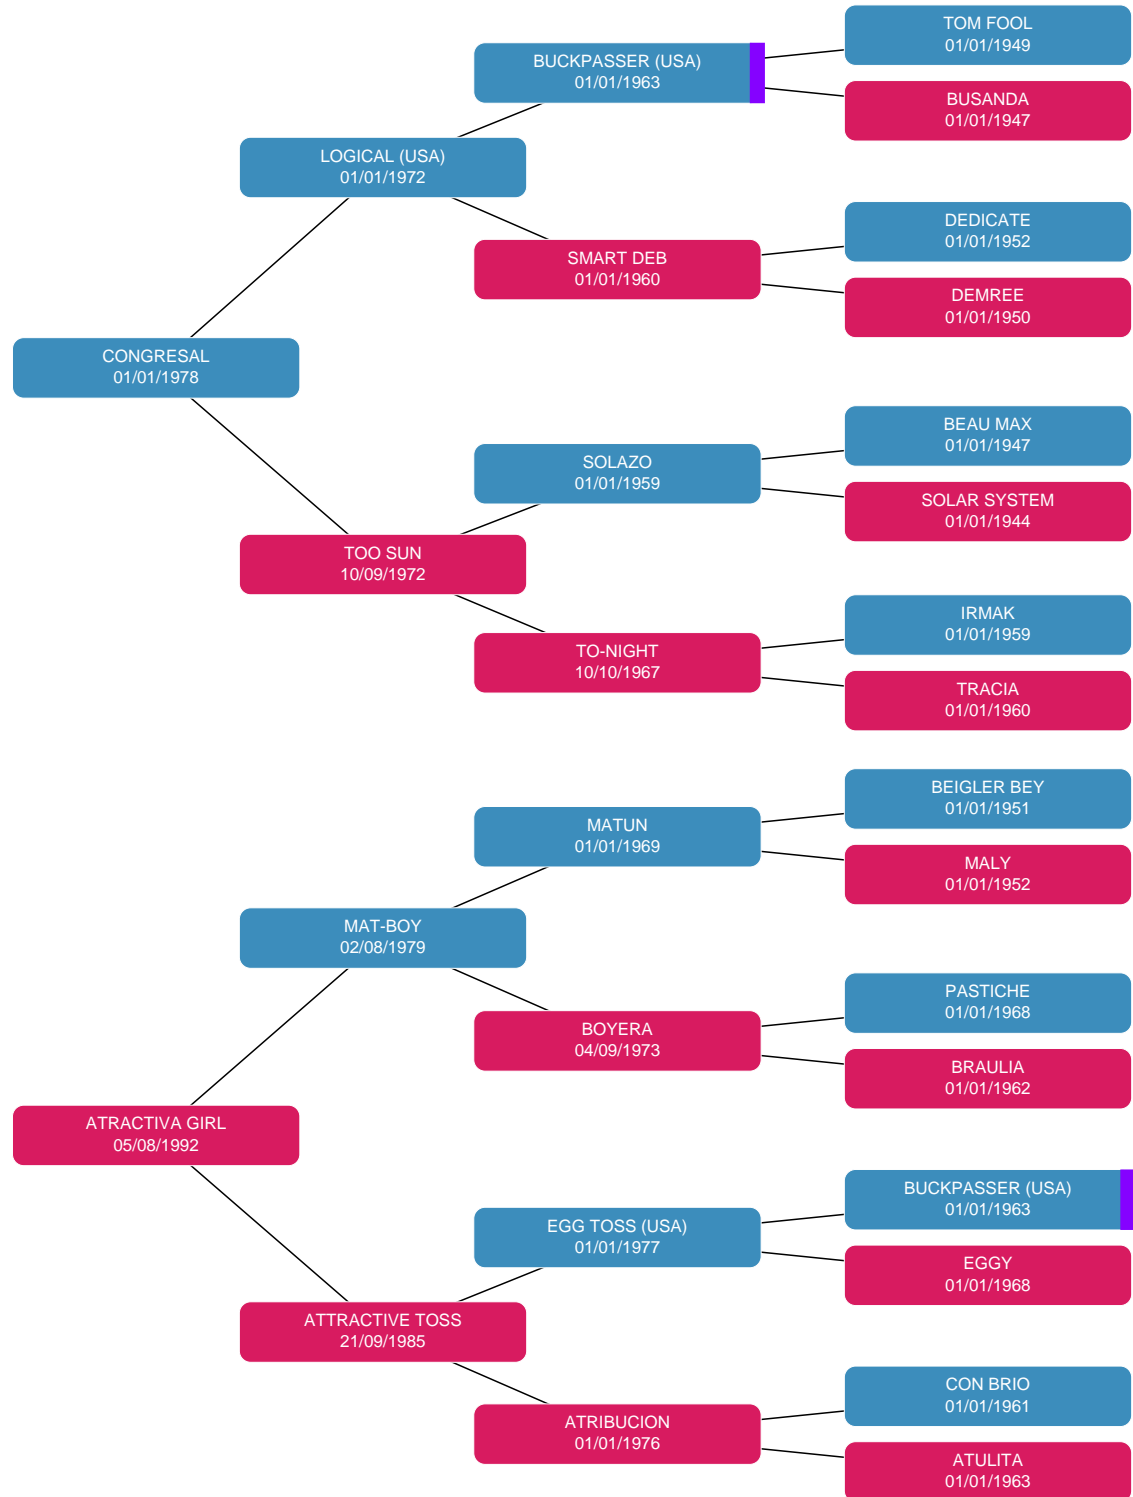 TOM FOOL
01/01/1949
BUCKPASSER (USA)
01/01/1963
BUSANDA
01/01/1947
LOGICAL (USA)
01/01/1972
DEDICATE
01/01/1952
SMART DEB
01/01/1960
DEMREE
01/01/1950
CONGRESAL
01/01/1978
BEAU MAX
01/01/1947
SOLAZO
01/01/1959
SOLAR SYSTEM
01/01/1944
TOO SUN
10/09/1972
IRMAK
01/01/1959
TO-NIGHT
10/10/1967
TRACIA
01/01/1960
BEIGLER BEY
01/01/1951
MATUN
01/01/1969
MALY
01/01/1952
MAT-BOY
02/08/1979
PASTICHE
01/01/1968
BOYERA
04/09/1973
BRAULIA
01/01/1962
ATRACTIVA GIRL
05/08/1992
BUCKPASSER (USA)
01/01/1963
EGG TOSS (USA)
01/01/1977
EGGY
01/01/1968
ATTRACTIVE TOSS
21/09/1985
CON BRIO
01/01/1961
ATRIBUCION
01/01/1976
ATULITA
01/01/1963